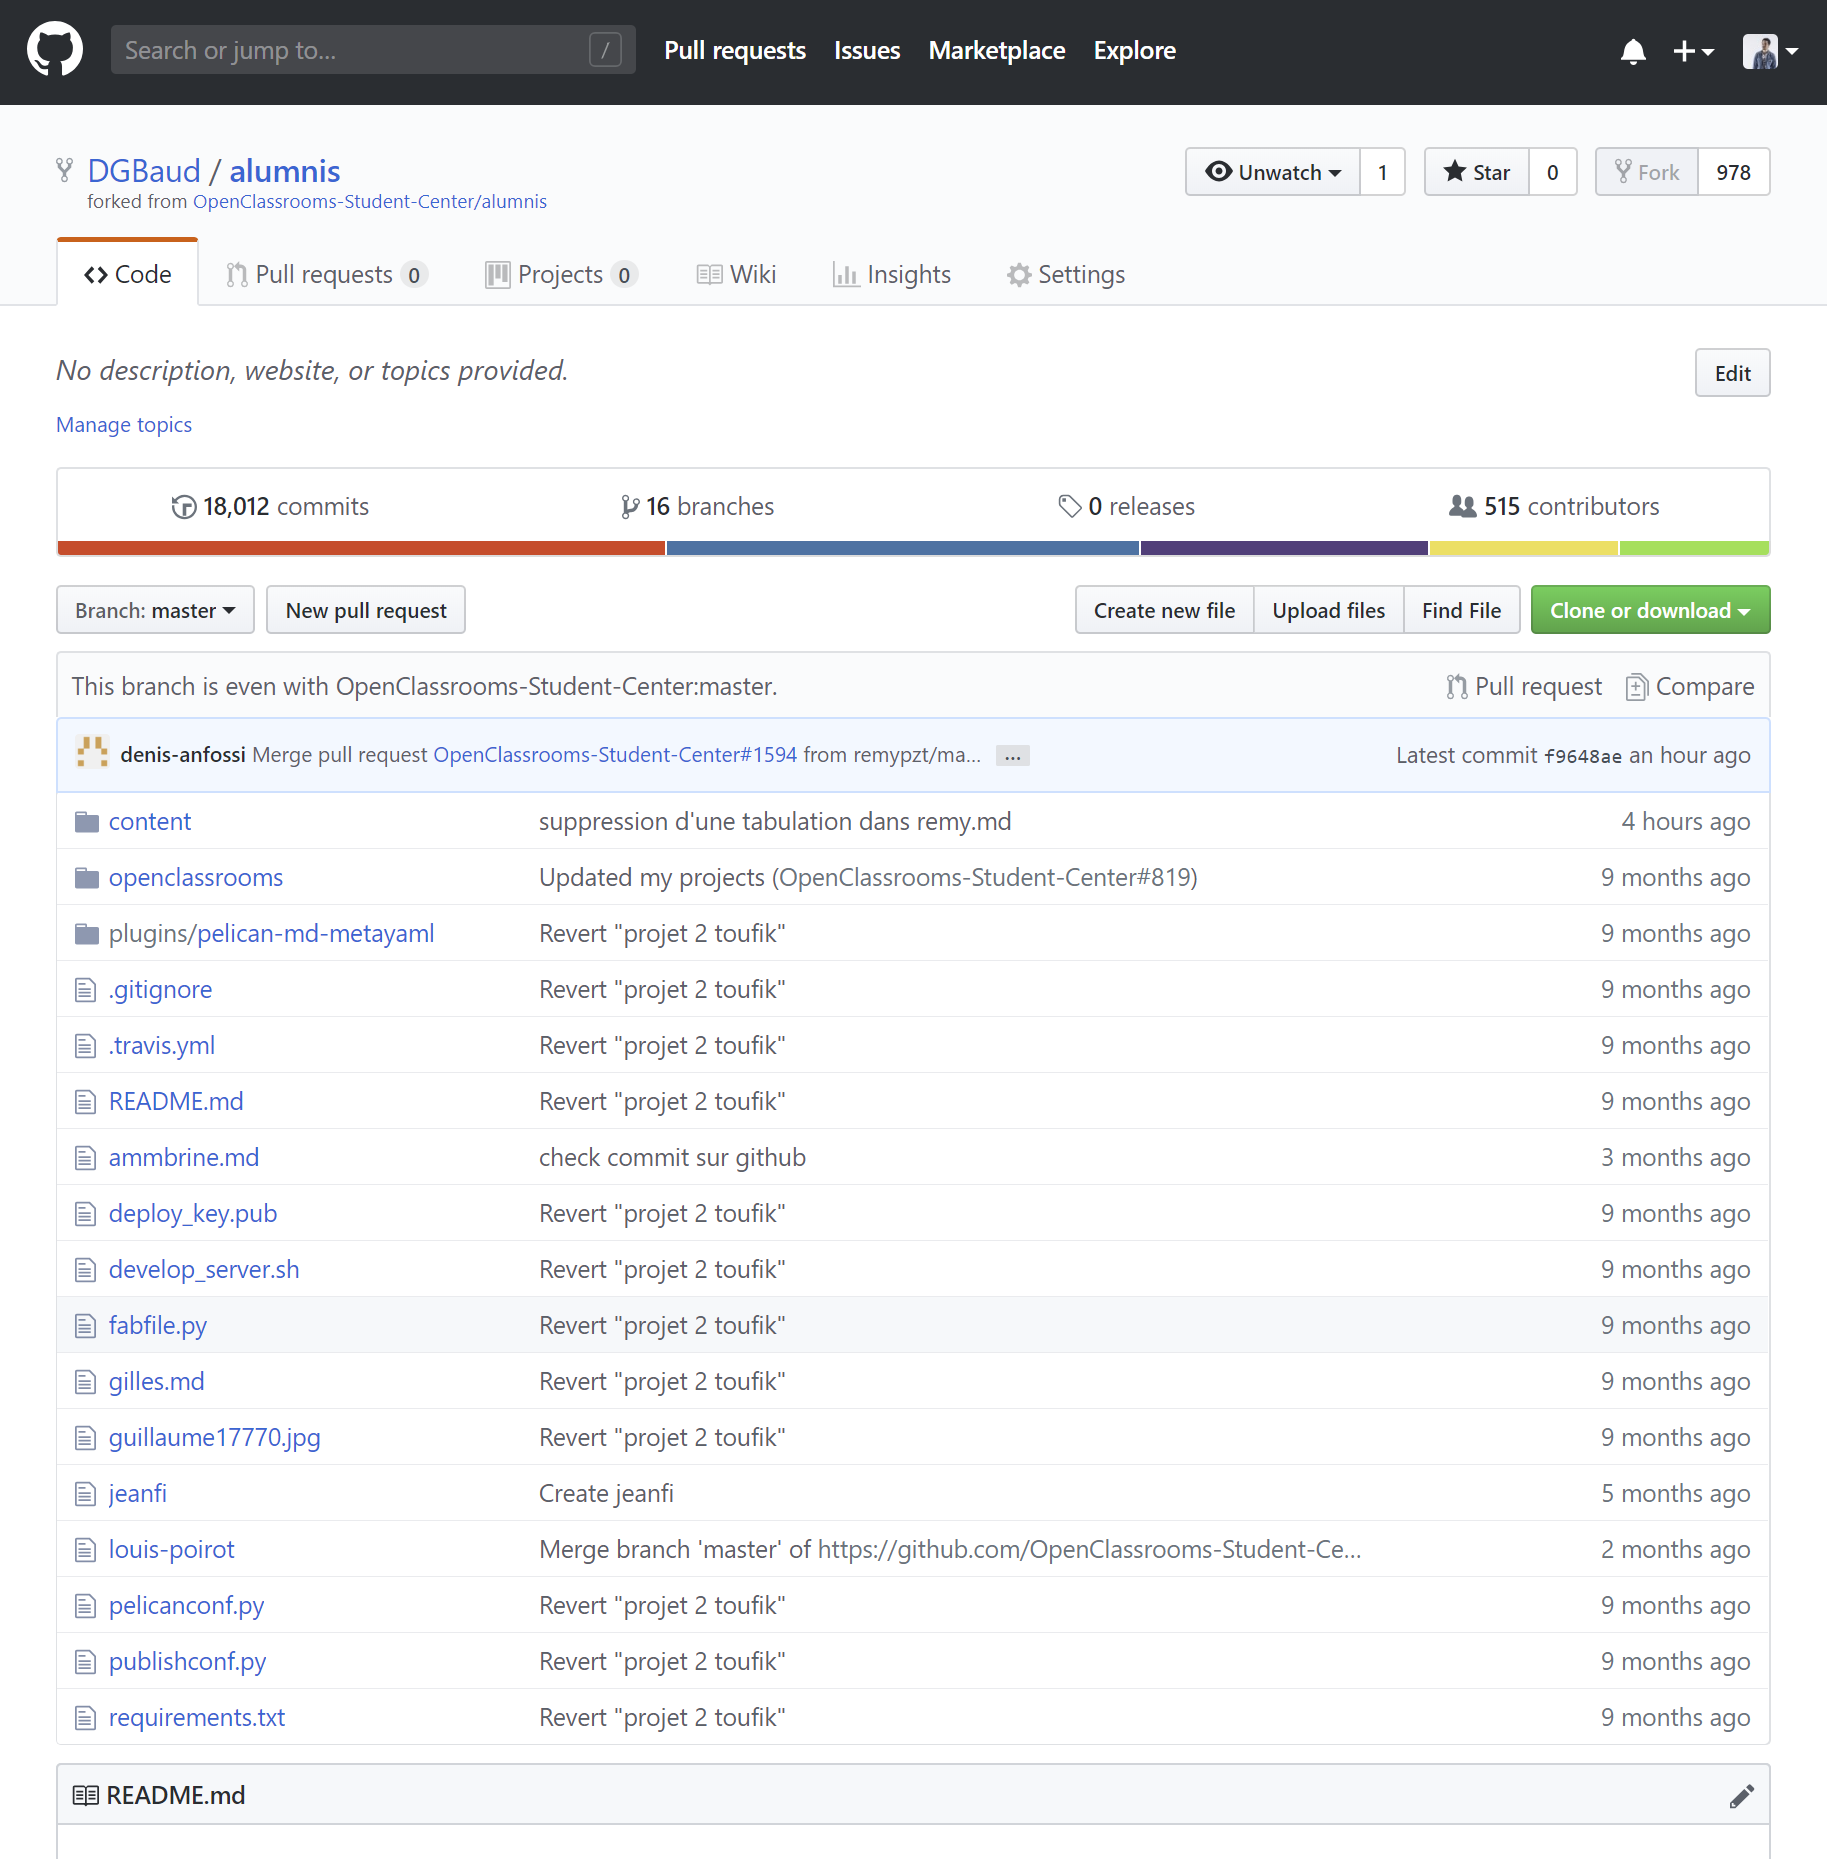 Search or jump to... / Pull requests Issues Marketplace Explore
DGBaud / alumnis Unwatch 1 Star 0 Fork 978
forked from OpenClassrooms-Student-Center/alumnis
Code Pull requests 0 Projects 0 Wiki Insights Settings
No description, website, or topics provided. Edit
Manage topics
18,012 commits 16 branches 0 releases 515 contributors
Branch: master New pull request Create new file Upload files Find File Clone or download
This branch is even with OpenClassrooms-Student-Center:master. Pull request Compare
denis-anfossi Merge pull request OpenClassrooms-Student-Center#1594 from remypzt/ma... ... Latest commit f9648ae an hour ago
content suppression d'une tabulation dans remy.md 4 hours ago
openclassrooms Updated my projects (OpenClassrooms-Student-Center#819) 9 months ago
plugins/pelican-md-metayaml Revert "projet 2 toufik" 9 months ago
.gitignore Revert "projet 2 toufik" 9 months ago
.travis.yml Revert "projet 2 toufik" 9 months ago
README.md Revert "projet 2 toufik" 9 months ago
ammbrine.md check commit sur github 3 months ago
deploy_key.pub Revert "projet 2 toufik" 9 months ago
develop_server.sh Revert "projet 2 toufik" 9 months ago
fabfile.py Revert "projet 2 toufik" 9 months ago
gilles.md Revert "projet 2 toufik" 9 months ago
guillaume17770.jpg Revert "projet 2 toufik" 9 months ago
jeanfi Create jeanfi 5 months ago
louis-poirot Merge branch 'master' of https://github.com/OpenClassrooms-Student-Ce... 2 months ago
pelicanconf.py Revert "projet 2 toufik" 9 months ago
publishconf.py Revert "projet 2 toufik" 9 months ago
requirements.txt Revert "projet 2 toufik" 9 months ago
README.md